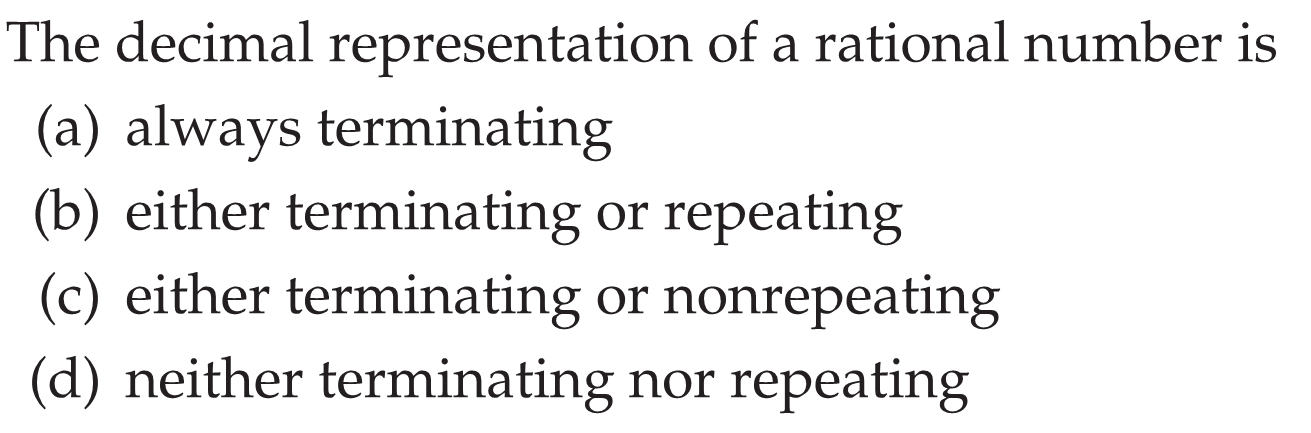 The decimal representation of a rational number is
(a) always terminating
(b) either terminating or repeating
(c) either terminating or nonrepeating
(d) neither terminating nor repeating